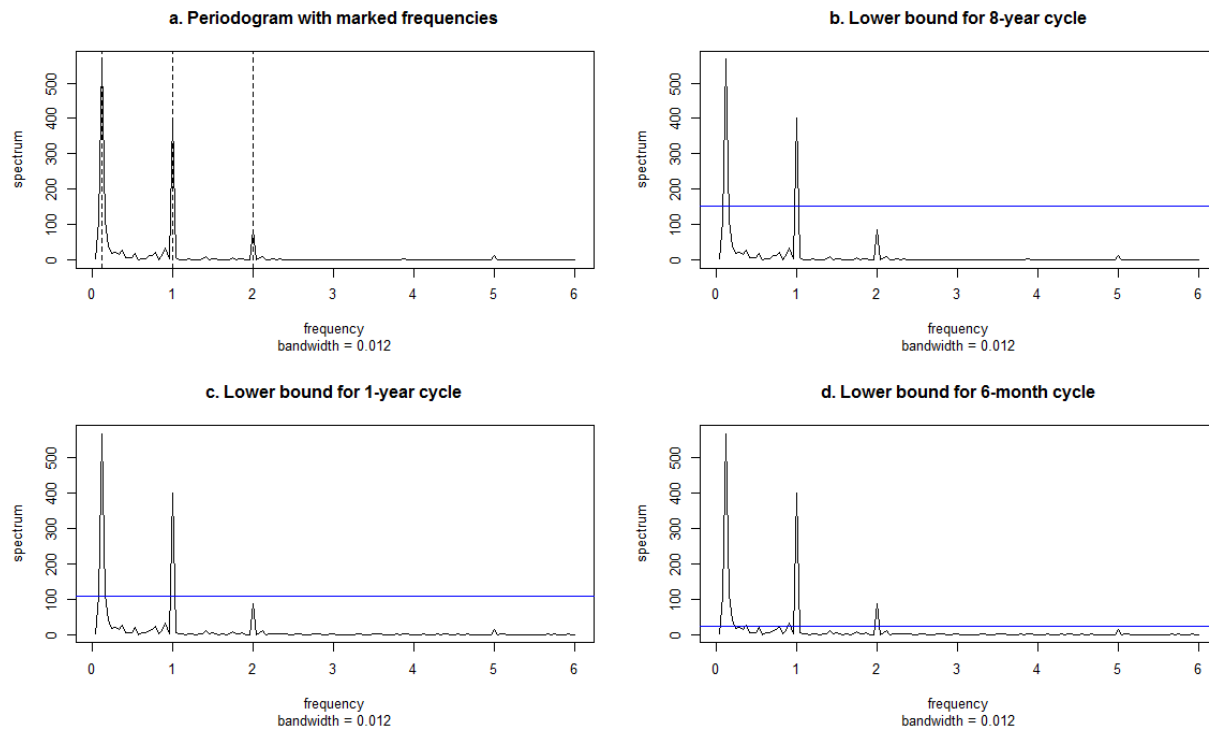 a. Periodogram with marked frequencies
spectrum
0 100 200 300 400 500
0 1 2 3 4 5 6
frequency
bandwidth = 0.012
b. Lower bound for 8-year cycle
spectrum
0 100 200 300 400 500
0 1 2 3 4 5 6
frequency
bandwidth = 0.012
c. Lower bound for 1-year cycle
spectrum
0 100 200 300 400 500
0 1 2 3 4 5 6
frequency
bandwidth = 0.012
d. Lower bound for 6-month cycle
spectrum
0 100 200 300 400 500
0 1 2 3 4 5 6
frequency
bandwidth = 0.012